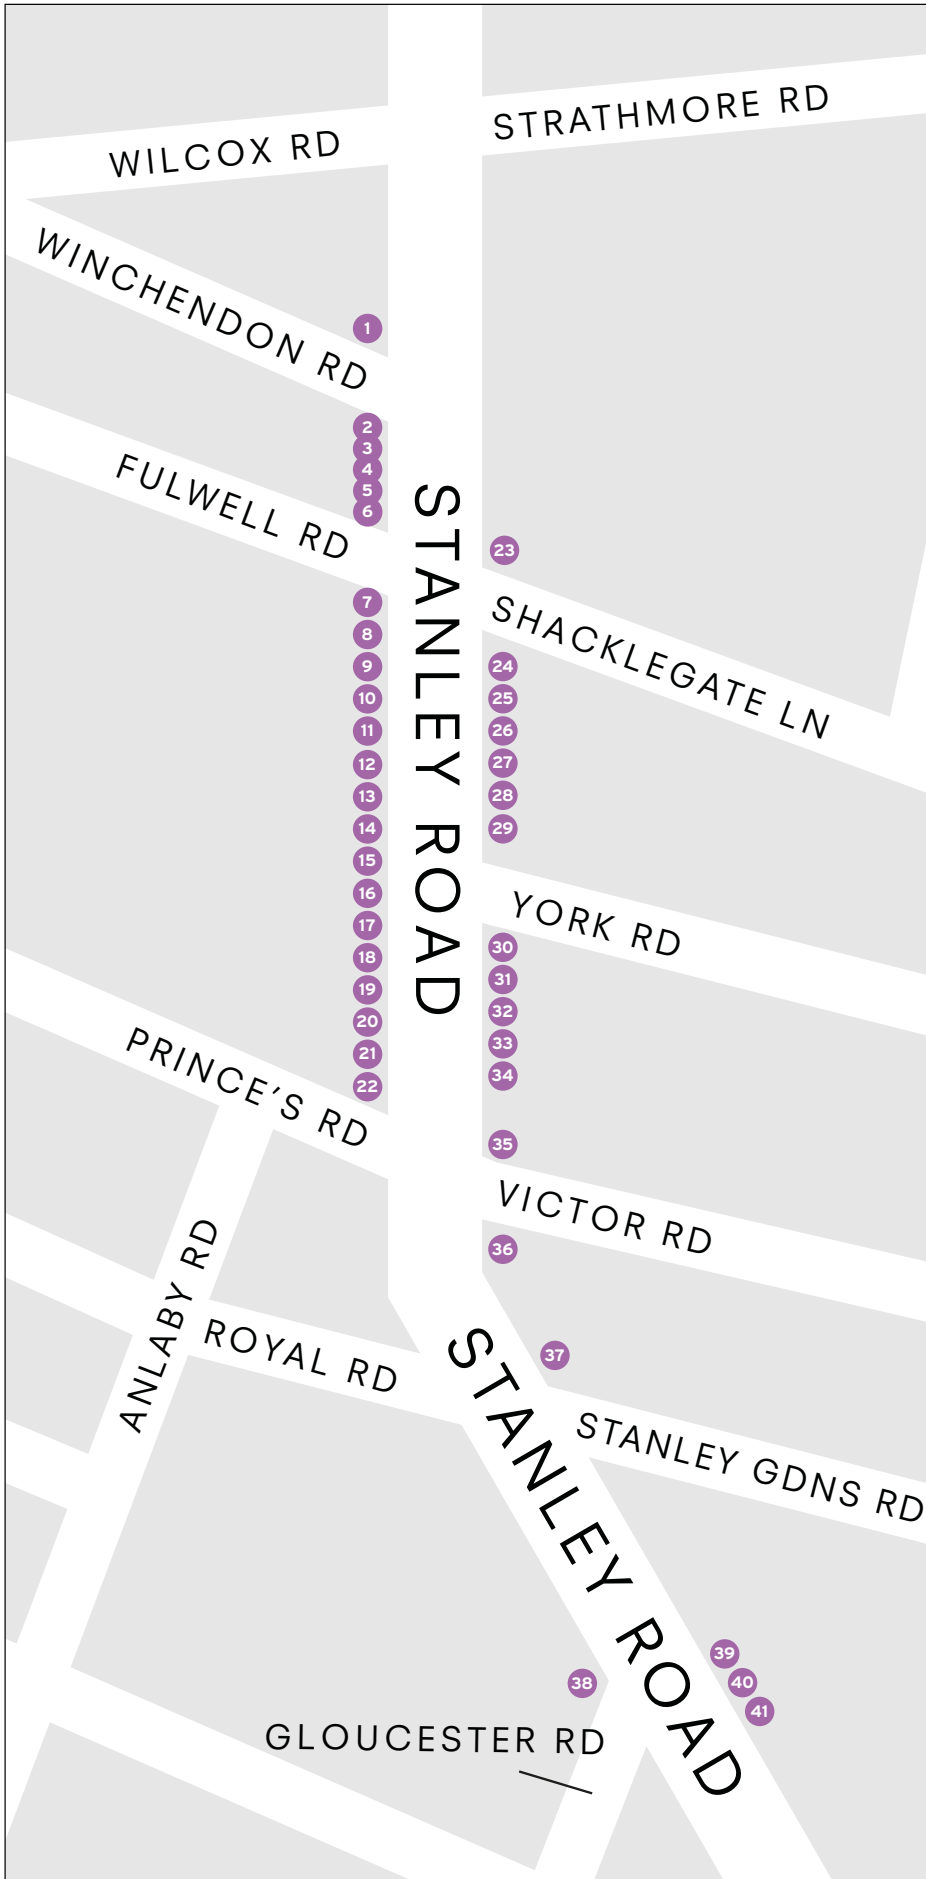 STRATHMORE RD
WILCOX RD
WINCHENDON RD
1
2
3
4
5
6
FULWELL RD
STANLEY ROAD
23
7
SHACKLEGATE LN
8
9
24
10
25
11
26
12
27
13
28
14
29
15
16
YORK RD
17
18
30
19
31
20
32
21
33
22
34
PRINCE'S RD
35
VICTOR RD
36
ANLABY RD
ROYAL RD
37
STANLEY ROAD
STANLEY GDNS RD
39
38
40
41
GLOUCESTER RD